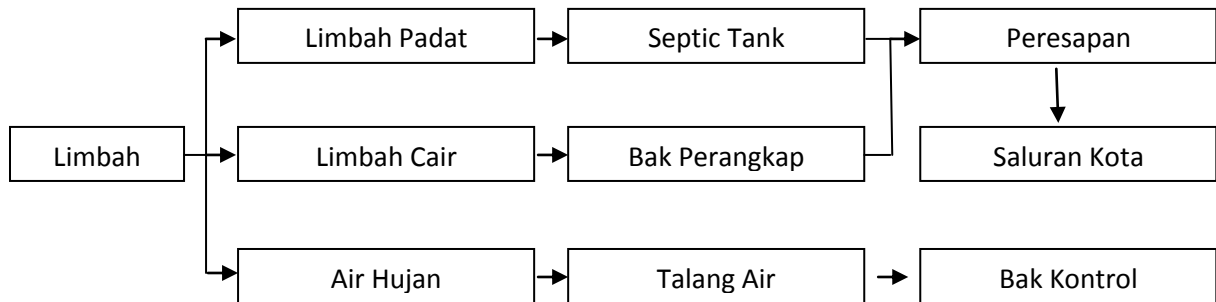 Limbah Padat
Septic Tank
Peresapan
Limbah
Limbah Cair
Bak Perangkap
Saluran Kota
Air Hujan
Talang Air
Bak Kontrol